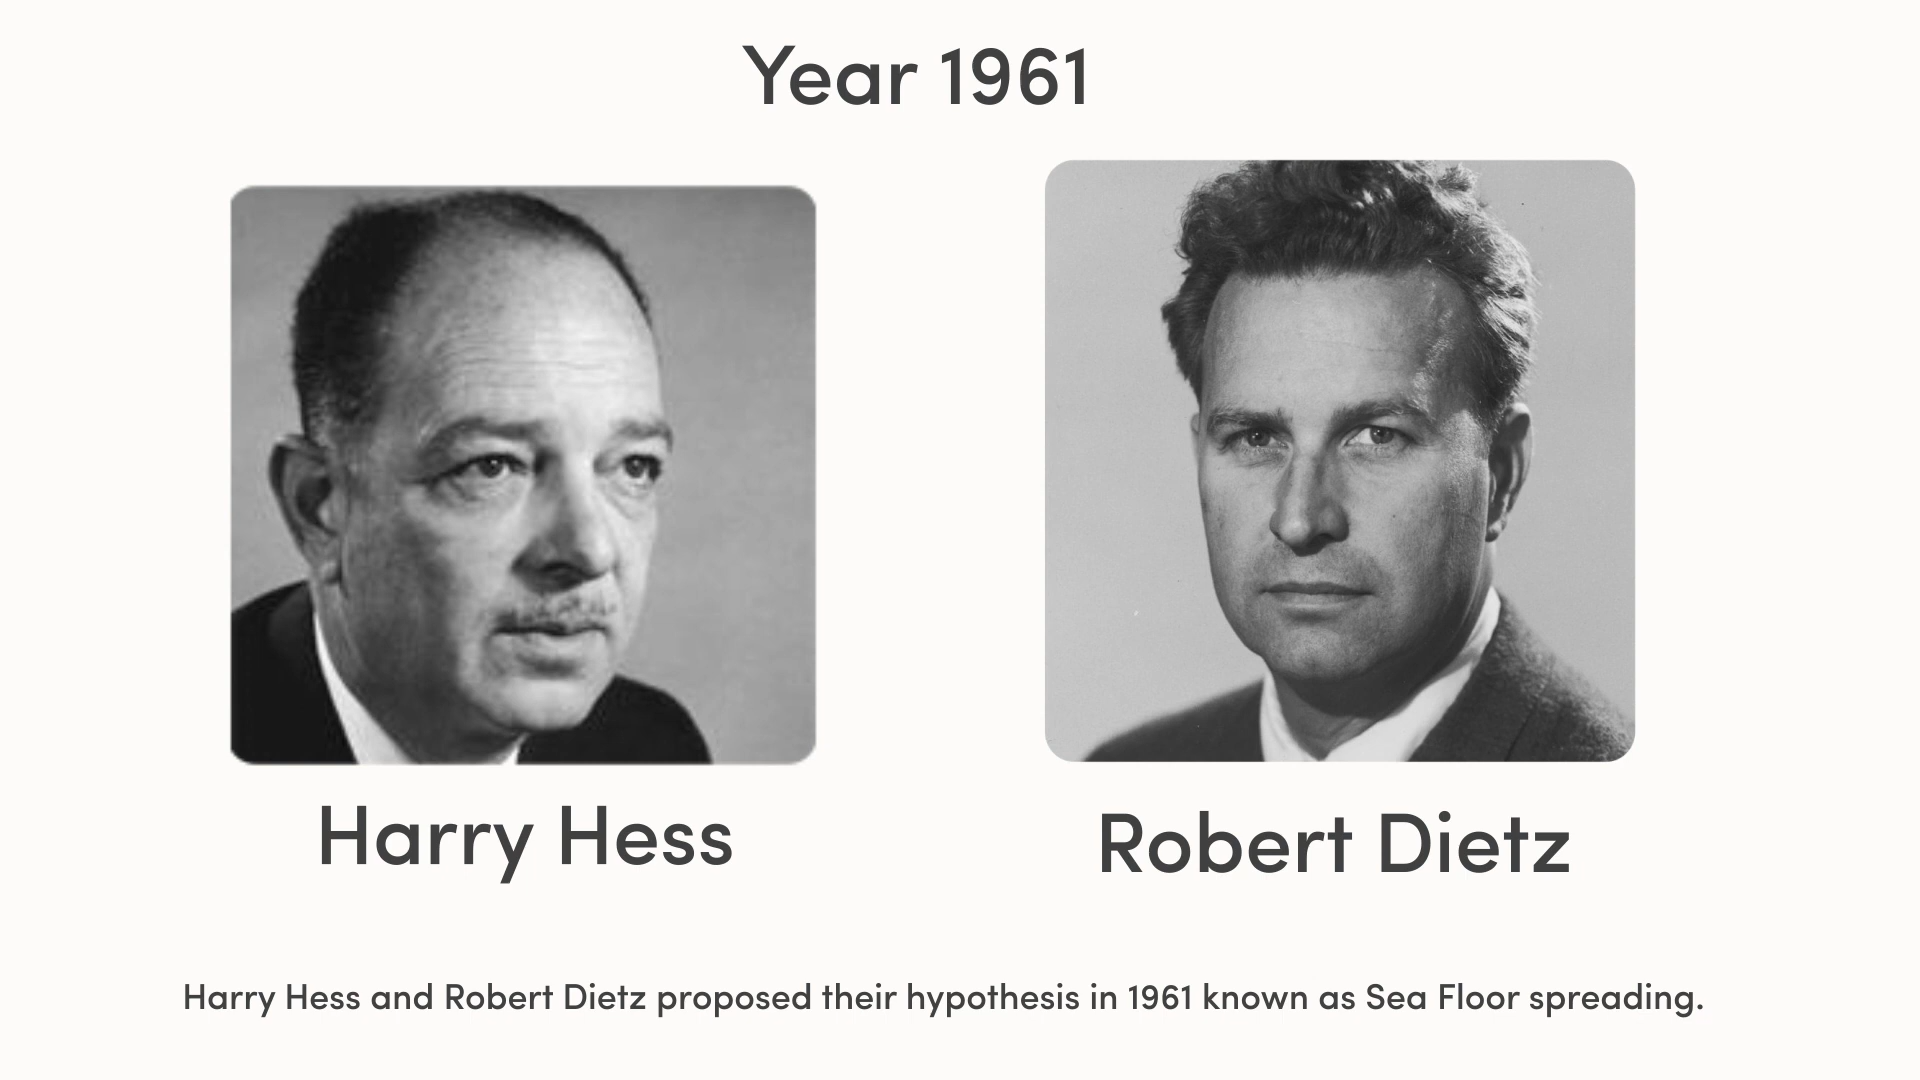 Year 1961
Harry Hess
Robert Dietz
Harry Hess and Robert Dietz proposed their hypothesis in 1961 known as Sea Floor spreading.